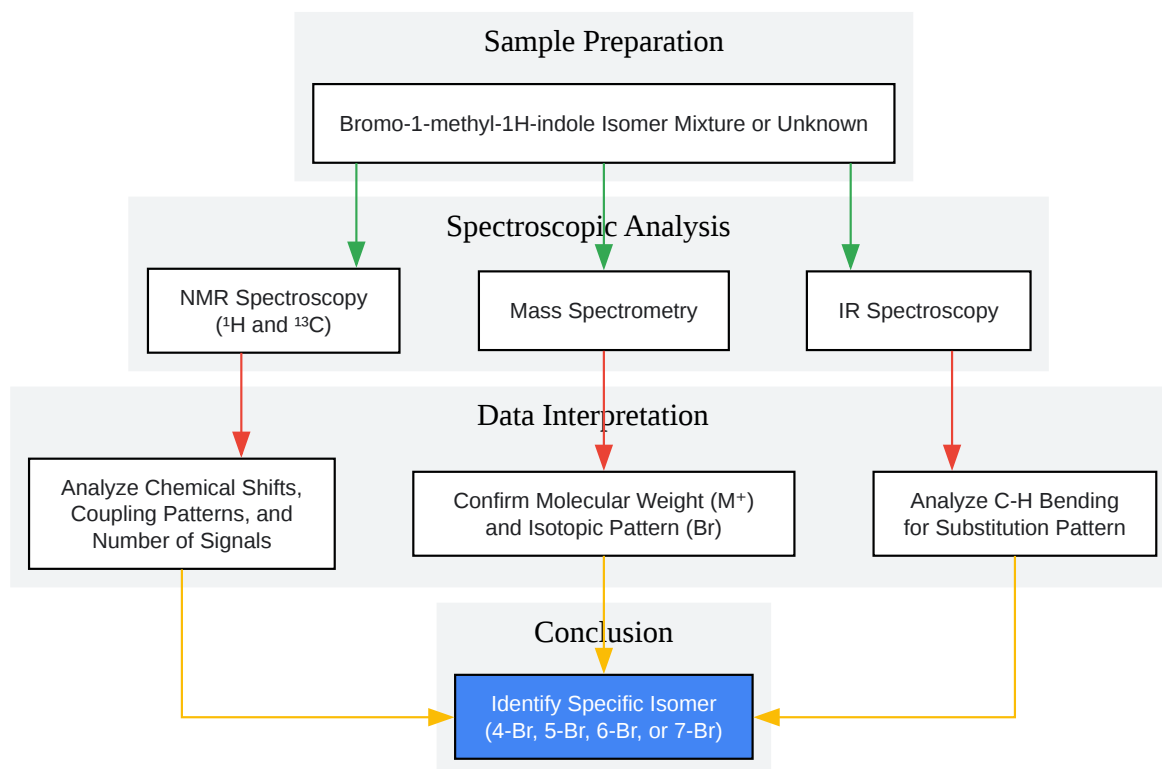 Sample Preparation
Bromo-1-methyl-1H-indole Isomer Mixture or Unknown
Spectroscopic Analysis
NMR Spectroscopy
(¹H and ¹³C)
Mass Spectrometry
IR Spectroscopy
Data Interpretation
Analyze Chemical Shifts,
Coupling Patterns, and
Number of Signals
Confirm Molecular Weight (M⁺)
and Isotopic Pattern (Br)
Analyze C-H Bending
for Substitution Pattern
Conclusion
Identify Specific Isomer
(4-Br, 5-Br, 6-Br, or 7-Br)